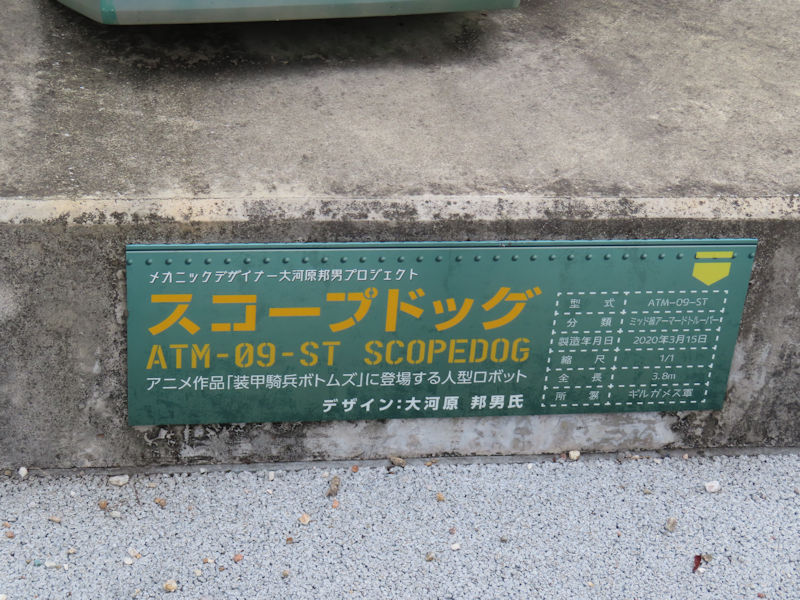 メカニックデザイナー大河原邦男プロジェクト
スコープドッグ
ATM-09-ST SCOPEDOG
アニメ作品「装甲騎兵ボトムズ」に登場する人型ロボット
デザイン:大河原 邦男氏
型 式 ATM-09-ST
分 類 ミッド級アーマードトルーパー
製造年月日 2020年3月15日
縮 尺 1/1
全 長 3.8m
所 属 ギルガメス軍